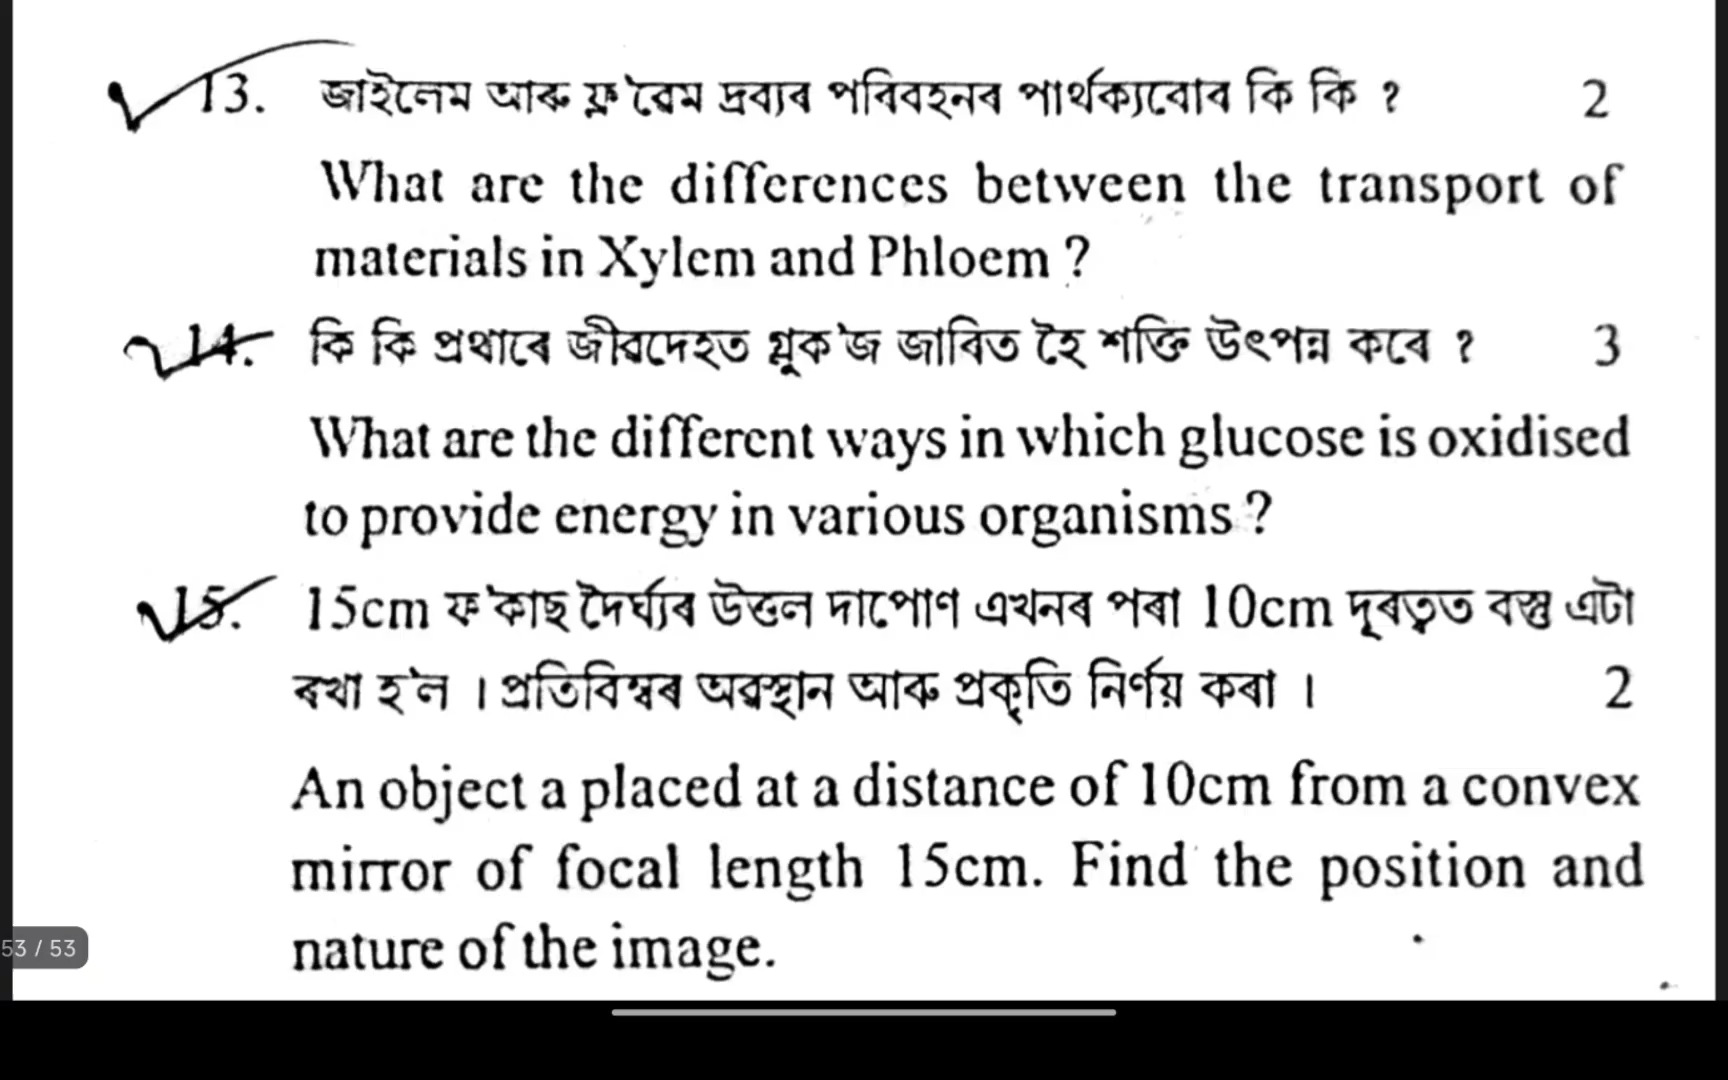 13. জাইলেম আৰু ফ্ল'ৱেম দ্ৰব্যৰ পৰিবহনৰ পাৰ্থক্যবোৰ কি কি ? 2
What are the differences between the transport of
materials in Xylem and Phloem ?
14. কি কি প্ৰথাৰে জীৱদেহত গ্লুক'জ জাৰিত হৈ শক্তি উৎপন্ন কৰে ? 3
What are the different ways in which glucose is oxidised
to provide energy in various organisms ?
15. 15cm ফ'কাছ দৈৰ্ঘ্যৰ উত্তল দাপোণ এখনৰ পৰা 10cm দূৰত্বত বস্তু এটা
ৰখা হ'ল । প্ৰতিবিম্বৰ অৱস্থান আৰু প্ৰকৃতি নিৰ্ণয় কৰা । 2
An object a placed at a distance of 10cm from a convex
mirror of focal length 15cm. Find the position and
nature of the image.
53 / 53